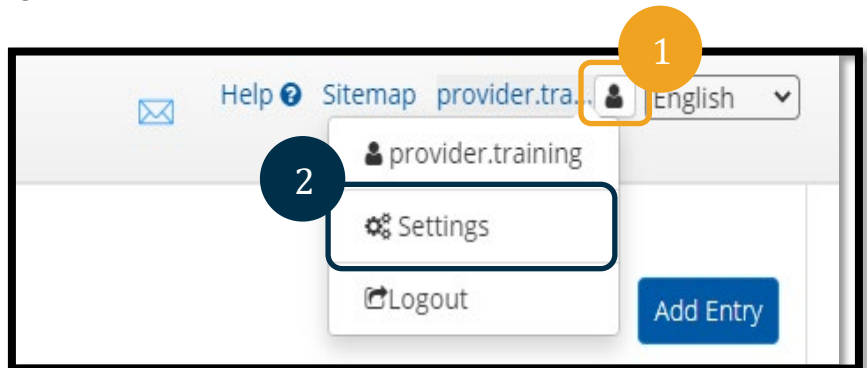 1
Help Sitemap provider.tra... English
provider.training
2
Settings
Logout
Add Entry